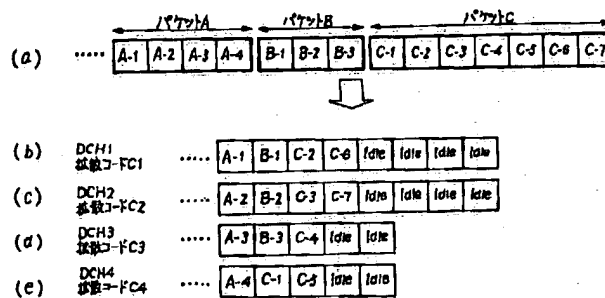 パケットA パケットB パケットC
(a) ..... A-1 A-2 A-3 A-4 B-1 B-2 B-3 C-1 C-2 C-3 C-4 C-5 C-6 C-7
(b) DCH1 拡散コードC1 ..... A-1 B-1 C-2 C-6 Idle Idle Idle Idle
(c) DCH2 拡散コードC2 ..... A-2 B-2 C-3 C-7 Idle Idle Idle Idle
(d) DCH3 拡散コードC3 ..... A-3 B-3 C-4 Idle Idle
(e) DCH4 拡散コードC4 ..... A-4 C-1 C-5 Idle Idle